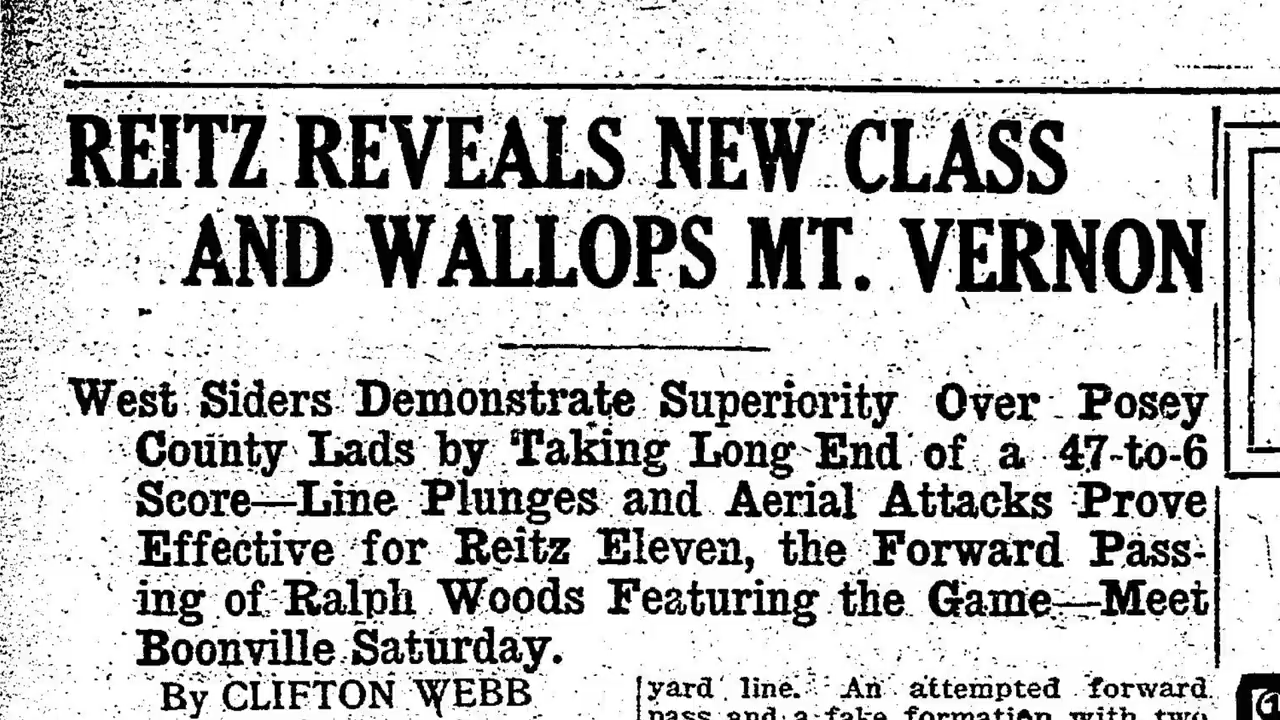 REITZ REVEALS NEW CLASS
AND WALLOPS MT. VERNON
West Siders Demonstrate Superiority Over Posey
County Lads by Taking Long End of a 47-to-6
Score—Line Plunges and Aerial Attacks Prove
Effective for Reitz Eleven, the Forward Pass-
ing of Ralph Woods Featuring the Game—Meet
Boonville Saturday.
By CLIFTON WEBB
yard line. An attempted forward
pass and a fake formation with two